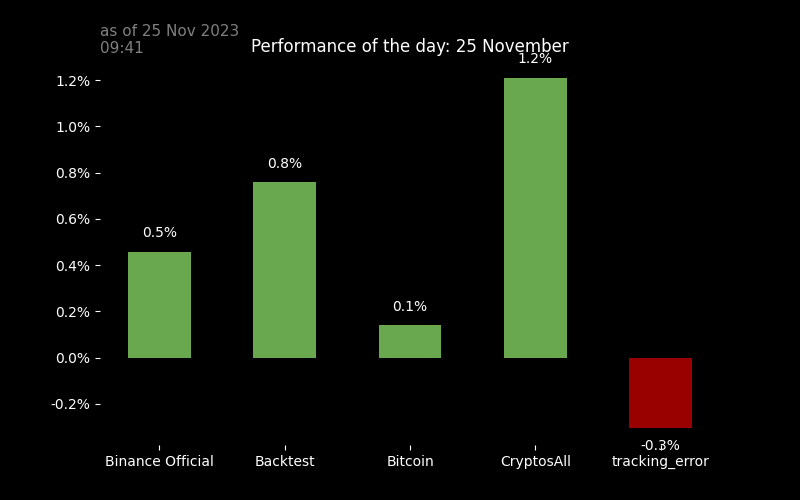 as of 25 Nov 2023
09:41
Performance of the day: 25 November
1.2%
1.2%
1.0%
0.8%
0.8%
0.6%
0.5%
0.4%
0.2%
0.1%
0.0%
-0.2%
-0.3%
Binance Official
Backtest
Bitcoin
CryptosAll
tracking_error